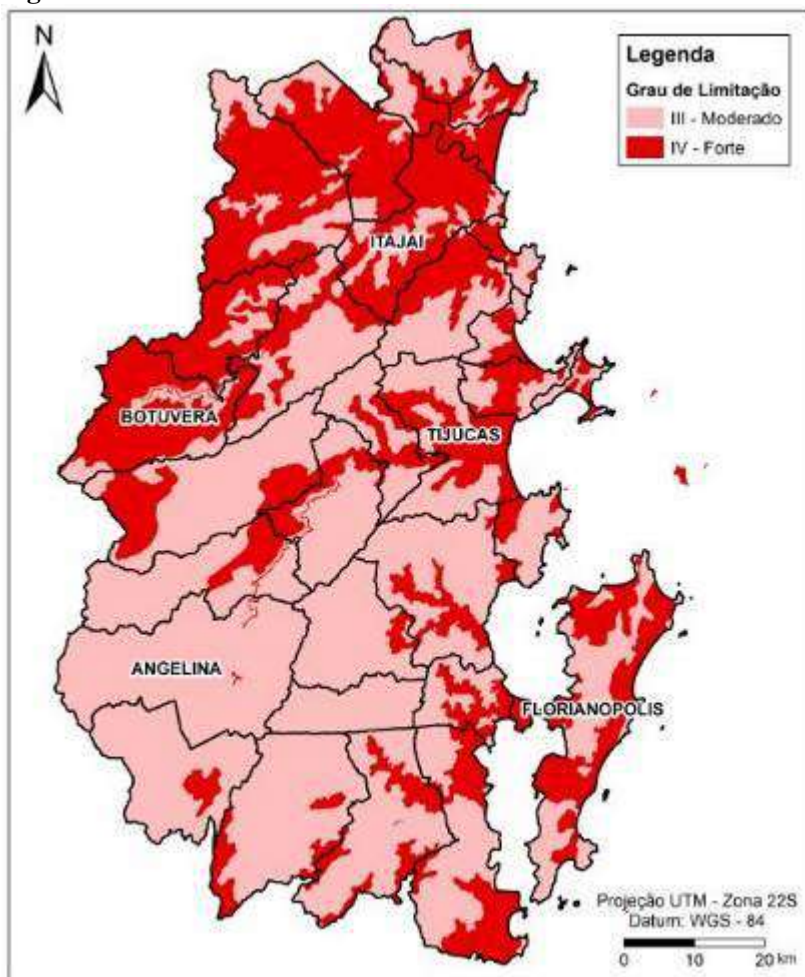 N
Legenda
Grau de Limitação
III - Moderado
IV - Forte
ITAJAI
BOTUVERA
TIJUCAS
ANGELINA
FLORIANOPOLIS
Projeção UTM - Zona 22S
Datum: WGS - 84
0 10 20 km